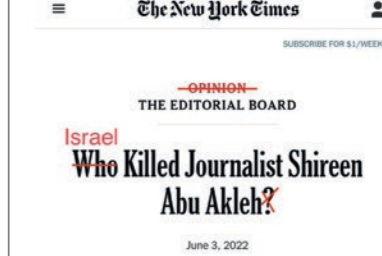 The New York Times
SUBSCRIBE FOR $1/WEEK
OPINION
THE EDITORIAL BOARD
Israel
Who Killed Journalist Shireen
Abu Akleh?
June 3, 2022